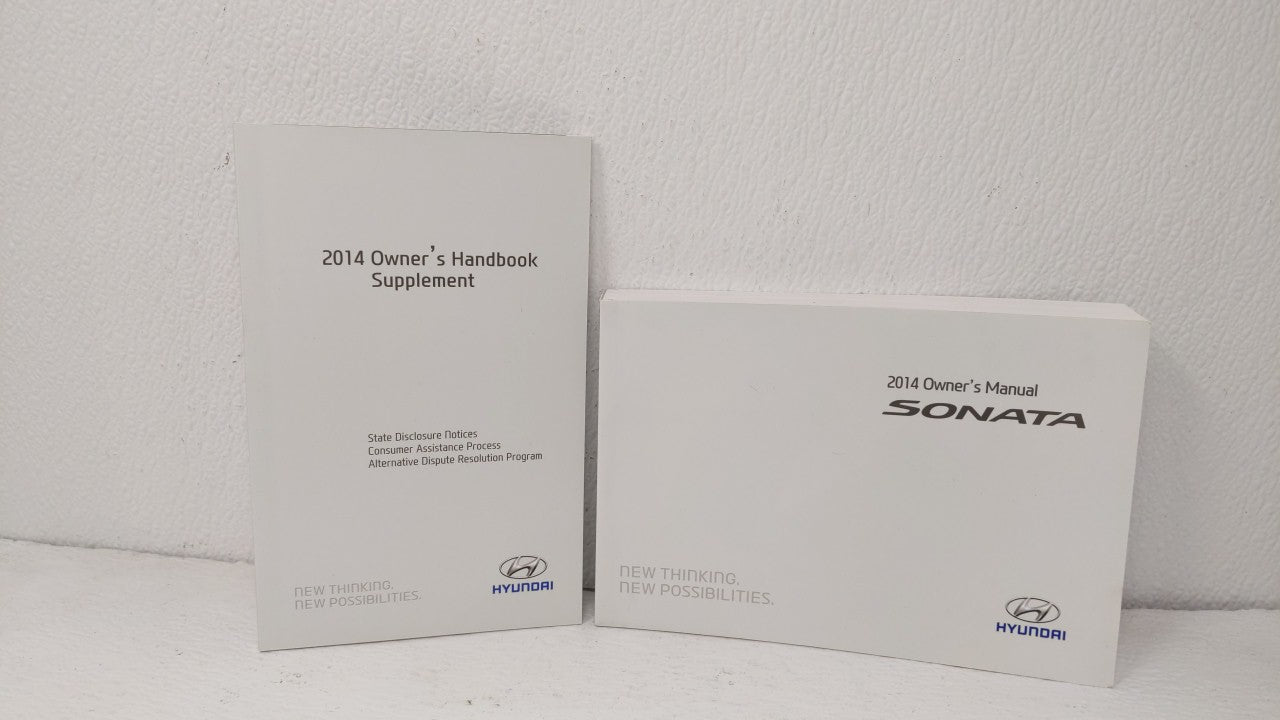 2014 Owner's Handbook
Supplement
State Disclosure Notices
Consumer Assistance Process
Alternative Dispute Resolution Program
NEW THINKING.
NEW POSSIBILITIES.
HYUNDAI
2014 Owner's Manual
SONATA
NEW THINKING.
NEW POSSIBILITIES.
HYUNDAI